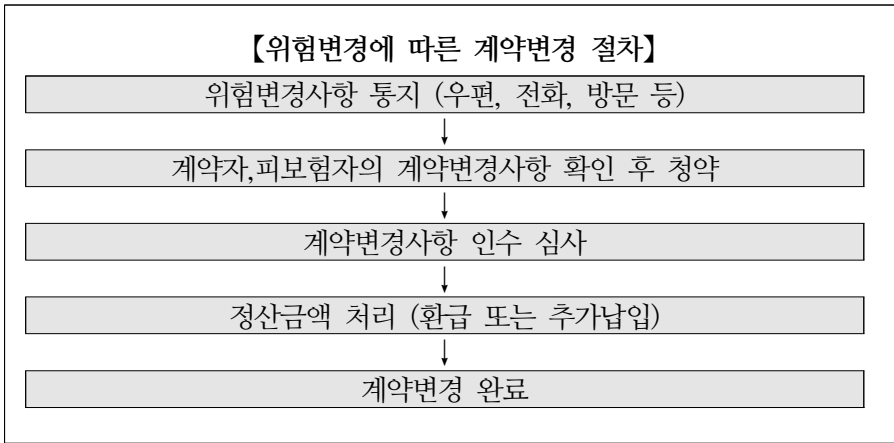 【위험변경에 따른 계약변경 절차】
위험변경사항 통지 (우편, 전화, 방문 등)
계약자,피보험자의 계약변경사항 확인 후 청약
계약변경사항 인수 심사
정산금액 처리 (환급 또는 추가납입)
계약변경 완료